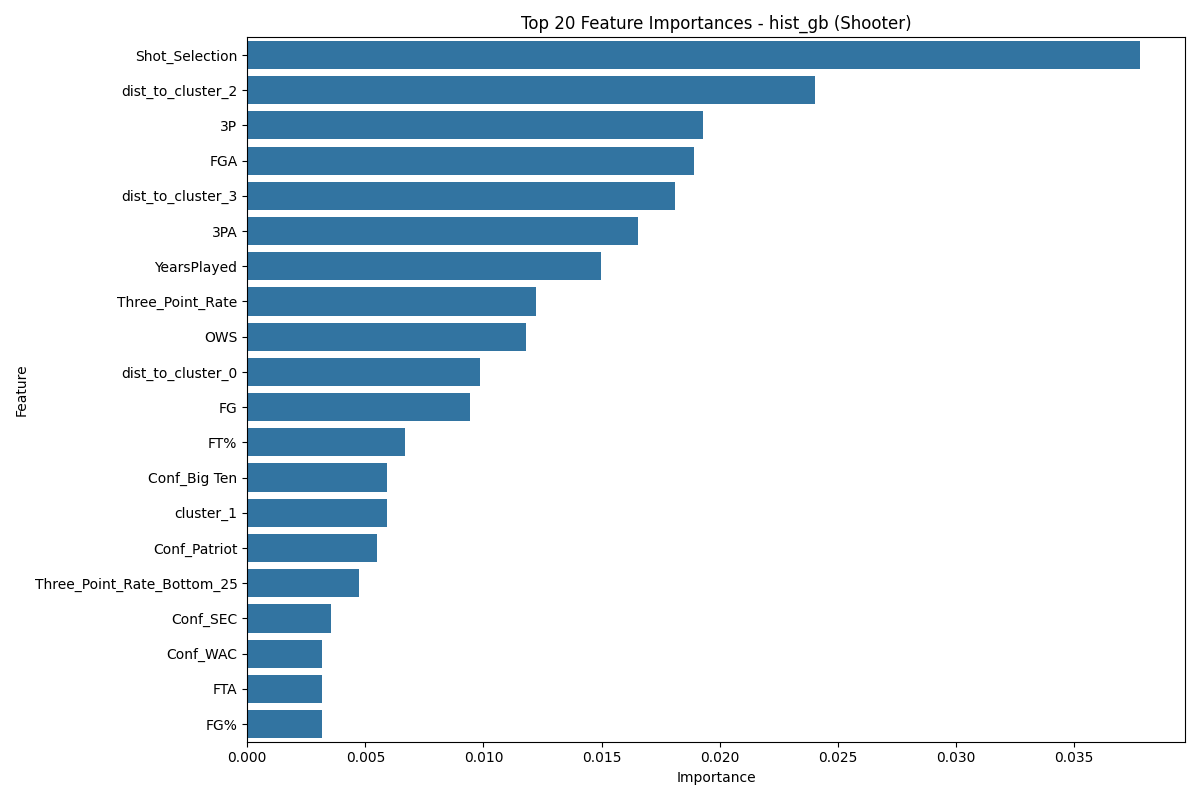 Top 20 Feature Importances - hist_gb (Shooter)
Feature
Shot_Selection
dist_to_cluster_2
3P
FGA
dist_to_cluster_3
3PA
YearsPlayed
Three_Point_Rate
OWS
dist_to_cluster_0
FG
FT%
Conf_Big Ten
cluster_1
Conf_Patriot
Three_Point_Rate_Bottom_25
Conf_SEC
Conf_WAC
FTA
FG%
0.000 0.005 0.010 0.015 0.020 0.025 0.030 0.035
Importance